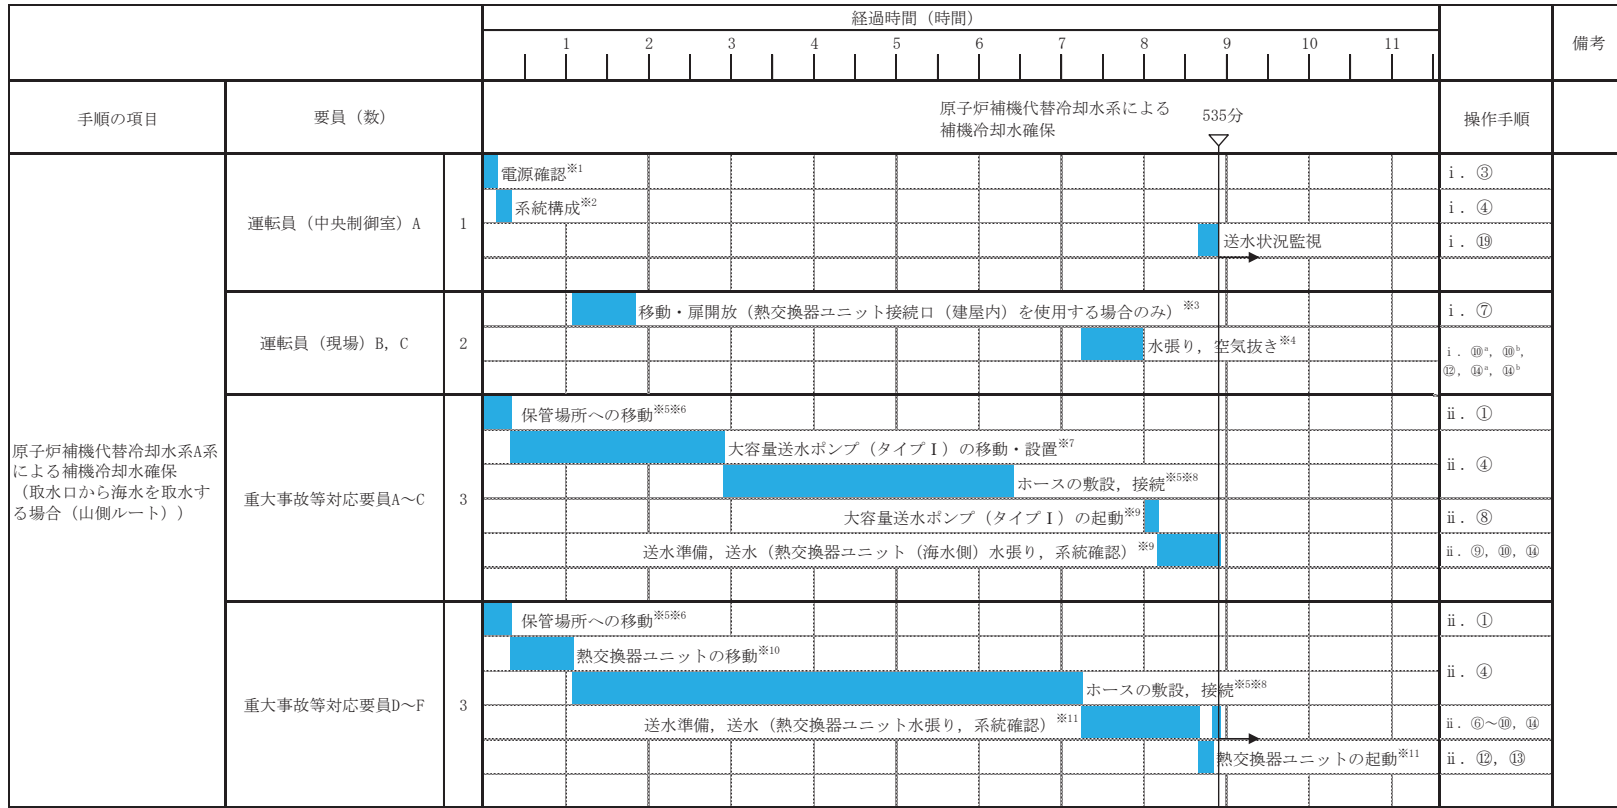 経過時間（時間）
備考
1 2 3 4 5 6 7 8 9 10 11
手順の項目
要員（数）
原子炉補機代替冷却水系による
補機冷却水確保
535分
操作手順
原子炉補機代替冷却水系A系
による補機冷却水確保
（取水口から海水を取水す
る場合（山側ルート））
運転員（中央制御室）A
1
電源確認※1
ⅰ．③
系統構成※2
ⅰ．④
送水状況監視
ⅰ．⑲
運転員（現場）B，C
2
移動・扉開放（熱交換器ユニット接続口（建屋内）を使用する場合のみ）※3
ⅰ．⑦
水張り，空気抜き※4
ⅰ．⑩a，⑩b，
⑫，⑭a，⑭b
重大事故等対応要員A～C
3
保管場所への移動※5※6
ⅱ．①
大容量送水ポンプ（タイプⅠ）の移動・設置※7
ⅱ．④
ホースの敷設，接続※5※8
大容量送水ポンプ（タイプⅠ）の起動※9
ⅱ．⑧
送水準備，送水（熱交換器ユニット（海水側）水張り，系統確認）※9
ⅱ．⑨，⑩，⑭
重大事故等対応要員D～F
3
保管場所への移動※5※6
ⅱ．①
熱交換器ユニットの移動※10
ⅱ．④
ホースの敷設，接続※5※8
送水準備，送水（熱交換器ユニット水張り，系統確認）※11
ⅱ．⑥～⑩，⑭
熱交換器ユニットの起動※11
ⅱ．⑫，⑬